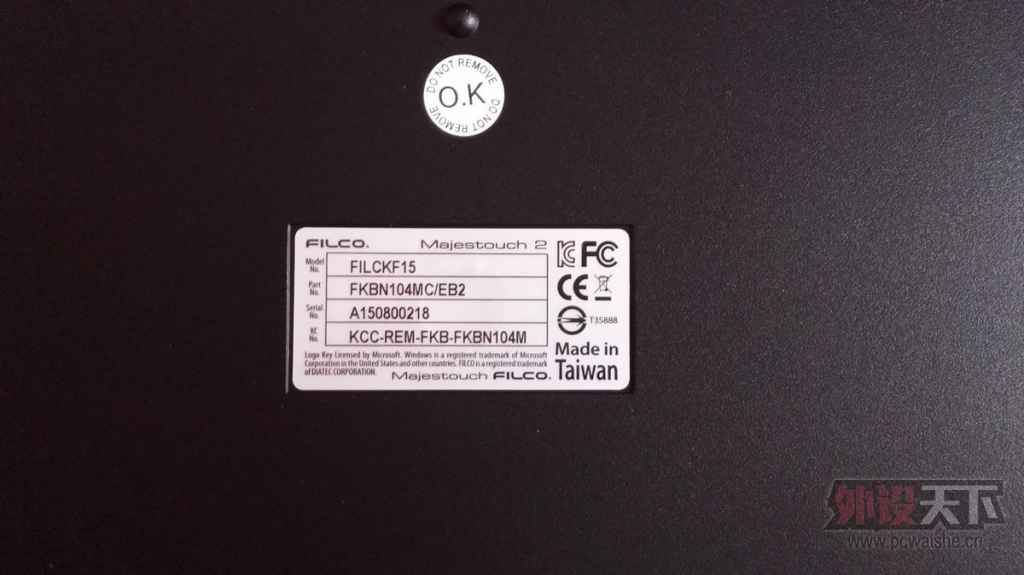 DO NOT REMOVE
O.K
DO NOT REMOVE
FILCO. Majestouch 2
Model No. FILCKF15
Part No. FKBN104MC/EB2
Serial No. A150800218
KC No. KCC-REM-FKB-FKBN104M
FC
CE
T35888
Logo Key Licensed by Microsoft. Windows is a registered trademark of Microsoft
Corporation in the United States and other countries. FILCO is a registered trademark
of DIATEC CORPORATION.
Majestouch FILCO.
Made in
Taiwan
外设天下
www.pcwaishe.cn